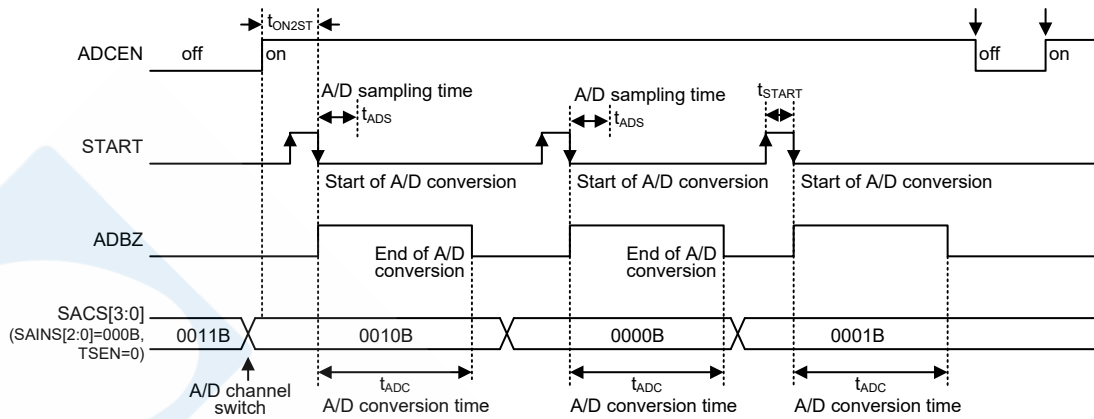 tON2ST
ADCEN off on off on
A/D sampling time A/D sampling time tSTART
tADS tADS
START
Start of A/D conversion Start of A/D conversion Start of A/D conversion
ADBZ
End of A/D conversion End of A/D conversion
SACS[3:0]
(SAINS[2:0]=000B, TSEN=0)
0011B 0010B 0000B 0001B
A/D channel switch
tADC tADC tADC
A/D conversion time A/D conversion time A/D conversion time